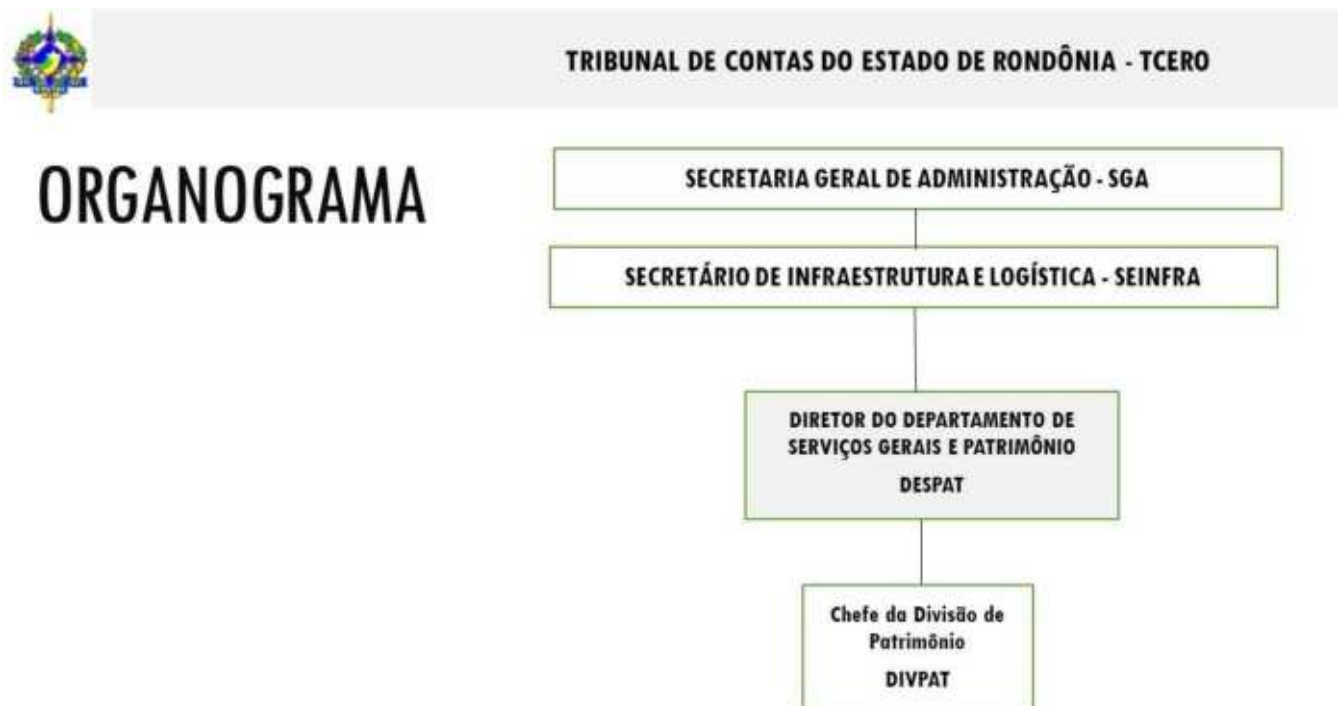 TRIBUNAL DE CONTAS DO ESTADO DE RONDÔNIA - TCERO
ORGANOGRAMA
SECRETARIA GERAL DE ADMINISTRAÇÃO - SGA
SECRETÁRIO DE INFRAESTRUTURA E LOGÍSTICA - SEINFRA
DIRETOR DO DEPARTAMENTO DE
SERVIÇOS GERAIS E PATRIMÔNIO
DESPAT
Chefe da Divisão de
Patrimônio
DIVPAT